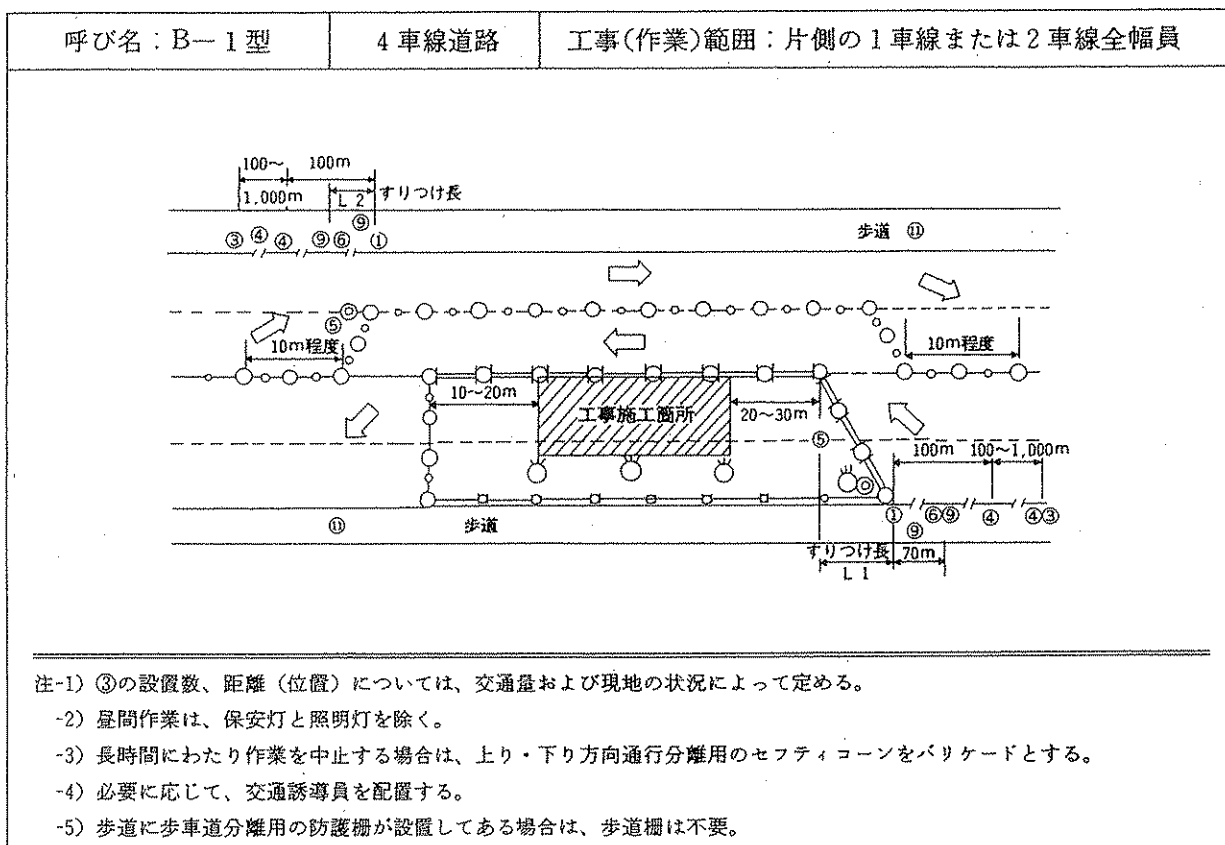 呼び名：B－1型　4車線道路　工事(作業)範囲：片側の1車線または2車線全幅員
100～　100m
1,000m　L2　すりつけ長
⑨
③④④⑨⑥①　歩道　⑪
⑤
10m程度　10m程度
10～20m　工事施工箇所　20～30m
⑤
100m　100～1,000m
①⑥⑨④④③
⑪　歩道　⑨
すりつけ長　70m
L1
注-1) ③の設置数、距離（位置）については、交通量および現地の状況によって定める。
-2) 昼間作業は、保安灯と照明灯を除く。
-3) 長時間にわたり作業を中止する場合は、上り・下り方向通行分離用のセフティコーンをバリケードとする。
-4) 必要に応じて、交通誘導員を配置する。
-5) 歩道に歩車道分離用の防護柵が設置してある場合は、歩道柵は不要。